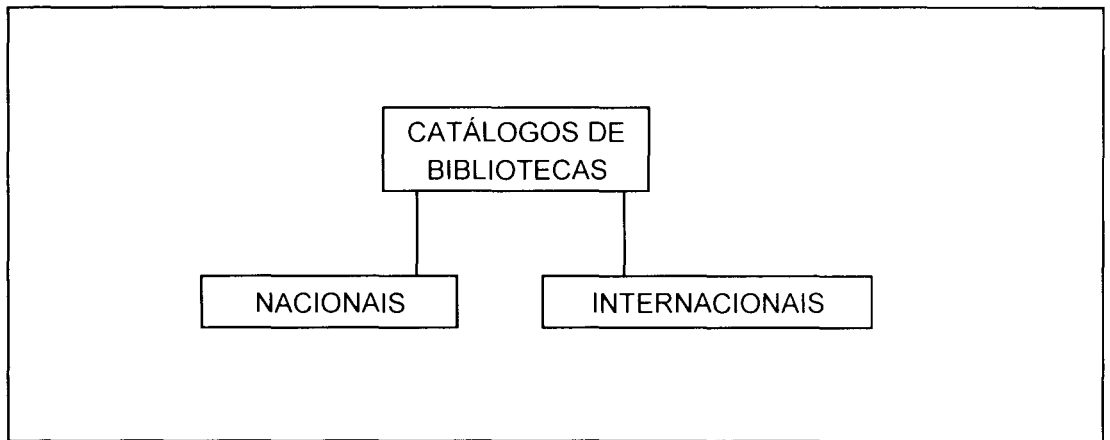 CATÁLOGOS DE
BIBLIOTECAS
NACIONAIS
INTERNACIONAIS